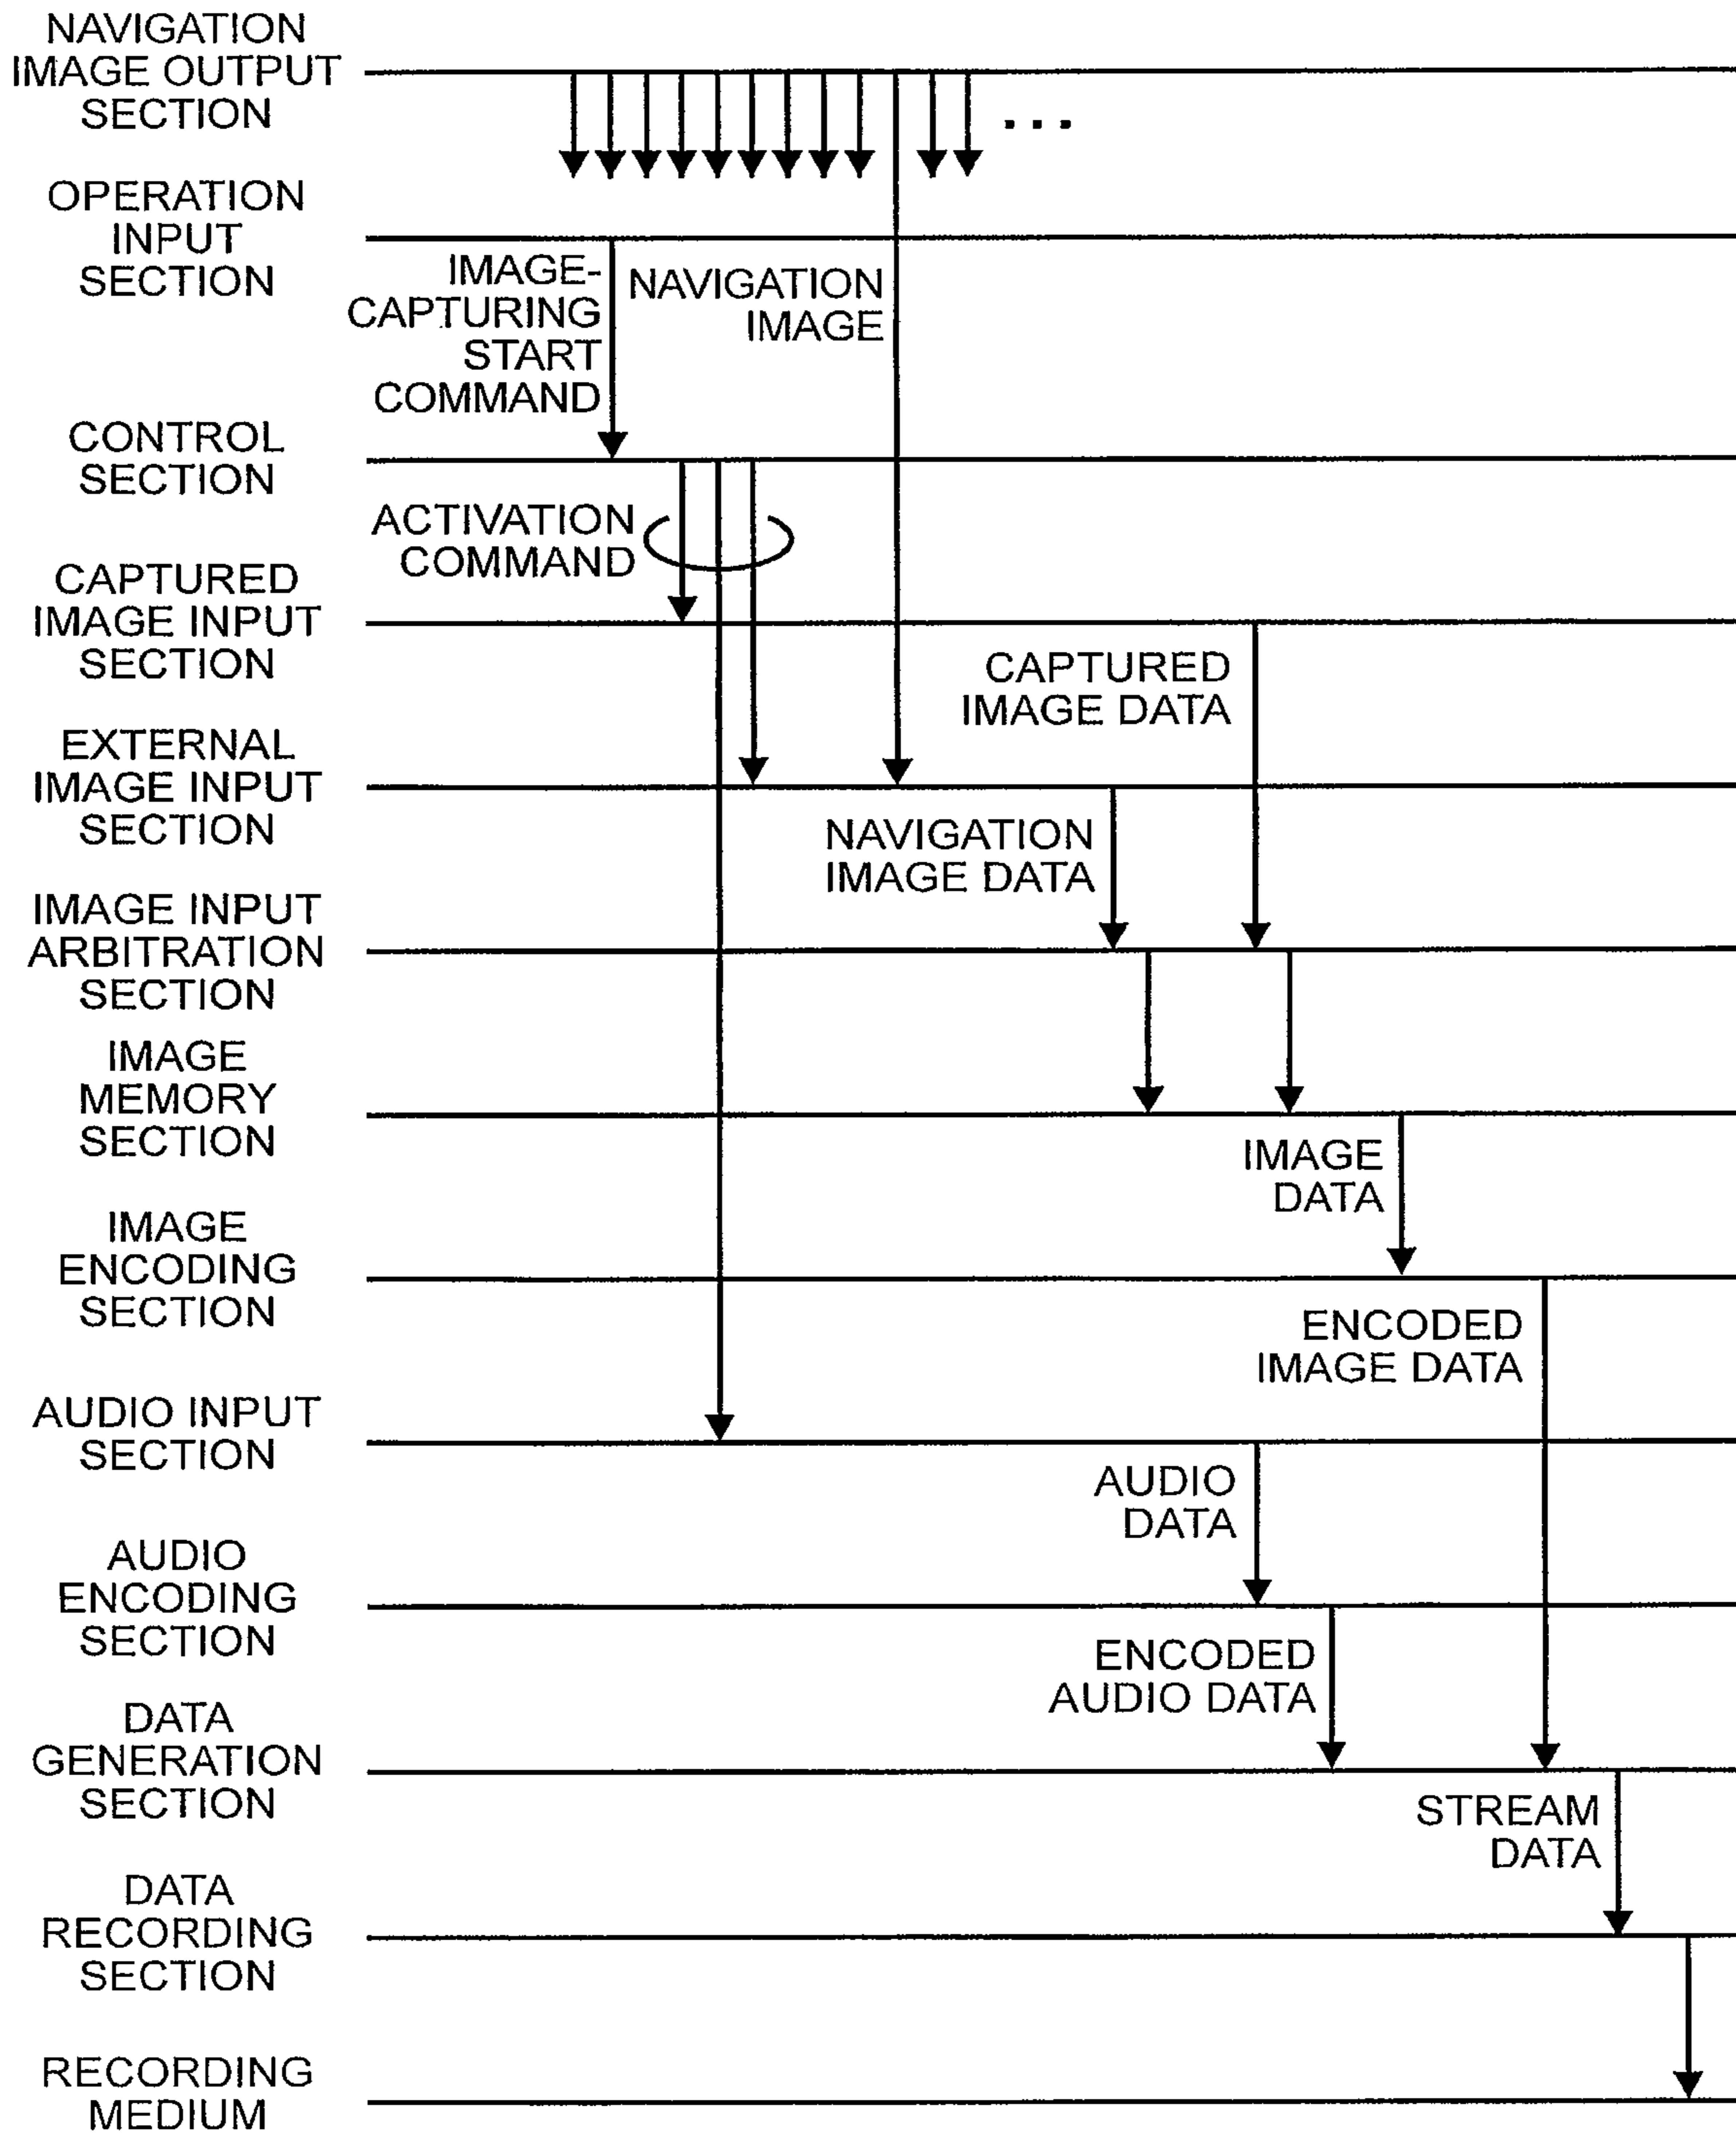 NAVIGATION
IMAGE OUTPUT
SECTION
...
OPERATION
INPUT
SECTION
IMAGE-
CAPTURING
START
COMMAND
NAVIGATION
IMAGE
CONTROL
SECTION
ACTIVATION
COMMAND
CAPTURED
IMAGE INPUT
SECTION
CAPTURED
IMAGE DATA
EXTERNAL
IMAGE INPUT
SECTION
NAVIGATION
IMAGE DATA
IMAGE INPUT
ARBITRATION
SECTION
IMAGE
MEMORY
SECTION
IMAGE
DATA
IMAGE
ENCODING
SECTION
ENCODED
IMAGE DATA
AUDIO INPUT
SECTION
AUDIO
DATA
AUDIO
ENCODING
SECTION
ENCODED
AUDIO DATA
DATA
GENERATION
SECTION
STREAM
DATA
DATA
RECORDING
SECTION
RECORDING
MEDIUM